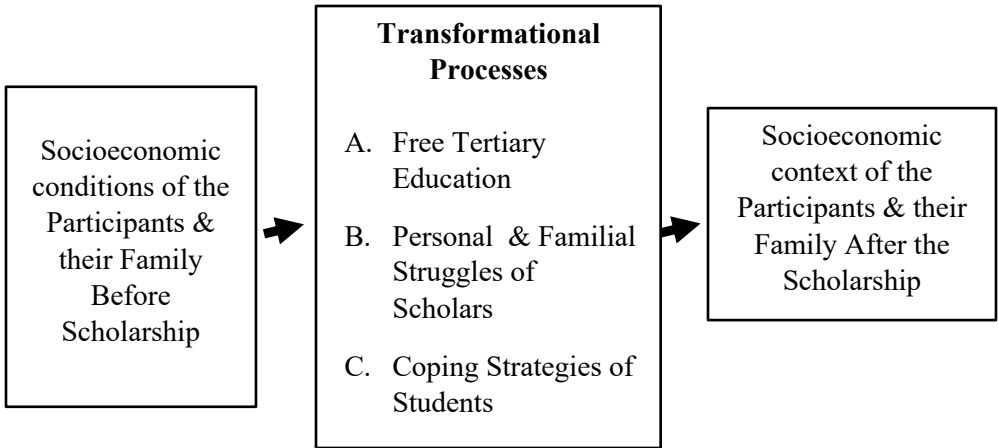 Socioeconomic
conditions of the
Participants &
their Family
Before
Scholarship
Transformational
Processes
A. Free Tertiary
Education
B. Personal & Familial
Struggles of
Scholars
C. Coping Strategies of
Students
Socioeconomic
context of the
Participants & their
Family After the
Scholarship